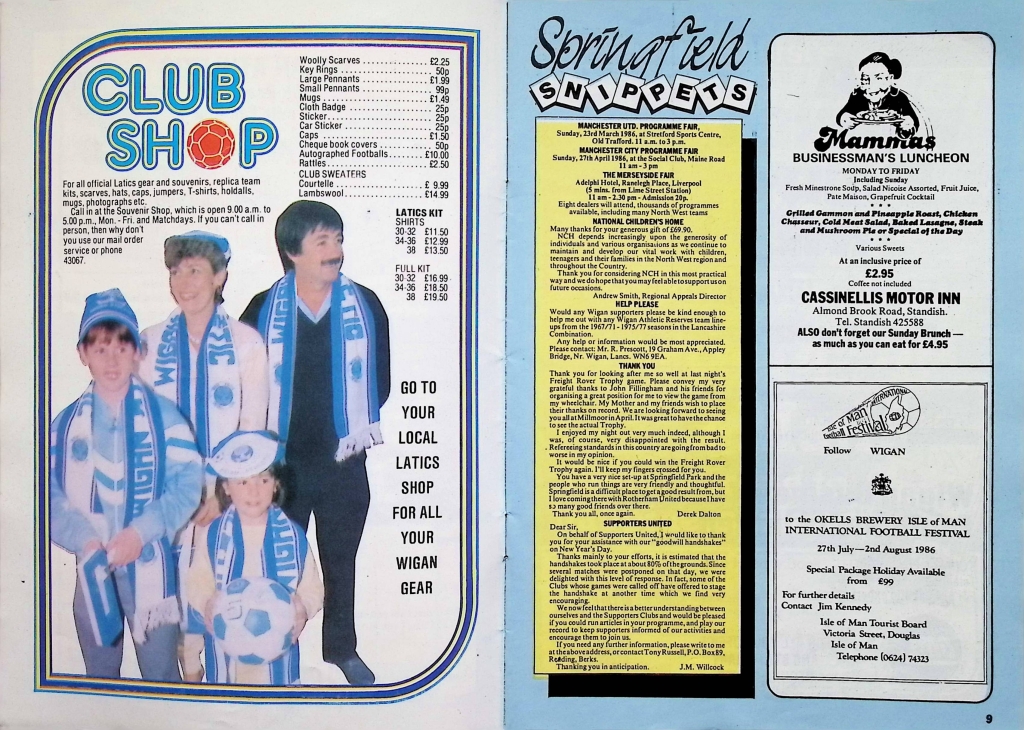 CLUB
SHOP
Woolly Scarves . . . . . . . . . . . . . . £2.25
Key Rings . . . . . . . . . . . . . . . . . . . . 50p
Large Pennants . . . . . . . . . . . . . . £1.99
Small Pennants . . . . . . . . . . . . . . 99p
Mugs . . . . . . . . . . . . . . . . . . . . . . £1.49
Cloth Badge . . . . . . . . . . . . . . . . . 25p
Sticker . . . . . . . . . . . . . . . . . . . . . . 25p
Car Sticker . . . . . . . . . . . . . . . . . . 25p
Caps . . . . . . . . . . . . . . . . . . . . . . £1.50
Cheque book covers . . . . . . . . . . 50p
Autographed Footballs . . . . . . . £10.00
Rattles . . . . . . . . . . . . . . . . . . . . . £2.50
CLUB SWEATERS
Courtelle . . . . . . . . . . . . . . . . . . £ 9.99
Lambswool . . . . . . . . . . . . . . . . . £14.99
For all official Latics gear and souvenirs, replica team
kits, scarves, hats, caps, jumpers, T-shirts, holdalls,
mugs, photographs etc.
Call in at the Souvenir Shop, which is open 9.00 a.m. to
5.00 p.m., Mon. - Fri. and Matchdays. If you can't call in
person, then why don't
you use our mail order
service or phone
43067.
LATICS KIT
SHIRTS
30-32 £11.50
34-36 £12.99
38 £13.50
FULL KIT
30-32 £16.99
34-36 £18.50
38 £19.50
GO TO
YOUR
LOCAL
LATICS
SHOP
FOR ALL
YOUR
WIGAN
GEAR
Springfield
SNIPPETS
MANCHESTER UTD. PROGRAMME FAIR,
Sunday, 23rd March 1986, at Stretford Sports Centre,
Old Trafford. 11 a.m. to 3 p.m.
MANCHESTER CITY PROGRAMME FAIR
Sunday, 27th April 1986, at the Social Club, Maine Road
11 am - 3 pm
THE MERSEYSIDE FAIR
Adelphi Hotel, Ranelegh Place, Liverpool
(5 mins. from Lime Street Station)
11 am - 2.30 pm - Admission 20p.
Eight dealers will attend, thousands of programmes
available, including many North West teams
NATIONAL CHILDREN'S HOME
Many thanks for your generous gift of £69.90.
NCH depends increasingly upon the generosity of
individuals and various organisations as we continue to
maintain and develop our vital work with children,
teenagers and their families in the North West region and
throughout the Country.
Thank you for considering NCH in this most practical
way and we do hope that you may feel able to support us on
future occasions.
Andrew Smith, Regional Appeals Director
HELP PLEASE
Would any Wigan supporters please be kind enough to
help me out with any Wigan Athletic Reserves team line-
ups from the 1967/71 - 1975/77 seasons in the Lancashire
Combination.
Any help or information would be most appreciated.
Please contact: Mr. R. Prescott, 19 Graham Ave., Appley
Bridge, Nr. Wigan, Lancs. WN6 9EA.
THANK YOU
Thank you for looking after me so well at last night's
Freight Rover Trophy game. Please convey my very
grateful thanks to John Fillingham and his friends for
organising a great position for me to view the game from
my wheelchair. My Mother and my friends wish to place
their thanks on record. We are looking forward to seeing
you all at Millmoor in April. It was great to have the chance
to see the actual Trophy.
I enjoyed my night out very much indeed, although I
was, of course, very disappointed with the result.
Refereeing standards in this country are going from bad to
worse in my opinion.
It would be nice if you could win the Freight Rover
Trophy again. I'll keep my fingers crossed for you.
You have a very nice set-up at Springfield Park and the
people who run things are very friendly and thoughtful.
Springfield is a difficult place to get a good result from, but
I love coming there with Rotherham United because I have
so many good friends over there.
Thank you all, once again. Derek Dalton
SUPPORTERS UNITED
Dear Sir,
On behalf of Supporters United, I would like to thank
you for your assistance with our "goodwill handshakes"
on New Year's Day.
Thanks mainly to your efforts, it is estimated that the
handshakes took place at about 80% of the grounds. Since
several matches were postponed on that day, we were
delighted with this level of response. In fact, some of the
Clubs whose games were called off have offered to stage
the handshake at another time which we find very
encouraging.
We now feel that there is a better understanding between
ourselves and the Supporters Clubs and would be pleased
if you could run articles in your programme, and play our
record to keep supporters informed of our activities and
encourage them to join us.
If you need any further information, please write to me
at the above address, or contact Tony Russell, P.O. Box 89,
Reading, Berks.
Thanking you in anticipation. J.M. Willcock
Mammas
BUSINESSMAN'S LUNCHEON
MONDAY TO FRIDAY
Including Sunday
Fresh Minestrone Soup, Salad Nicoise Assorted, Fruit Juice,
Pate Maison, Grapefruit Cocktail
* * *
Grilled Gammon and Pineapple Roast, Chicken
Chasseur, Cold Meat Salad, Baked Lasagne, Steak
and Mushroom Pie or Special of the Day
* * *
Various Sweets
At an inclusive price of
£2.95
Coffee not included
CASSINELLIS MOTOR INN
Almond Brook Road, Standish.
Tel. Standish 425588
ALSO don't forget our Sunday Brunch —
as much as you can eat for £4.95
Isle of Man INTERNATIONAL
Football Festival
Follow WIGAN
to the OKELLS BREWERY ISLE of MAN
INTERNATIONAL FOOTBALL FESTIVAL
27th July—2nd August 1986
Special Package Holiday Available
from £99
For further details
Contact Jim Kennedy
Isle of Man Tourist Board
Victoria Street, Douglas
Isle of Man
Telephone (0624) 74323
9